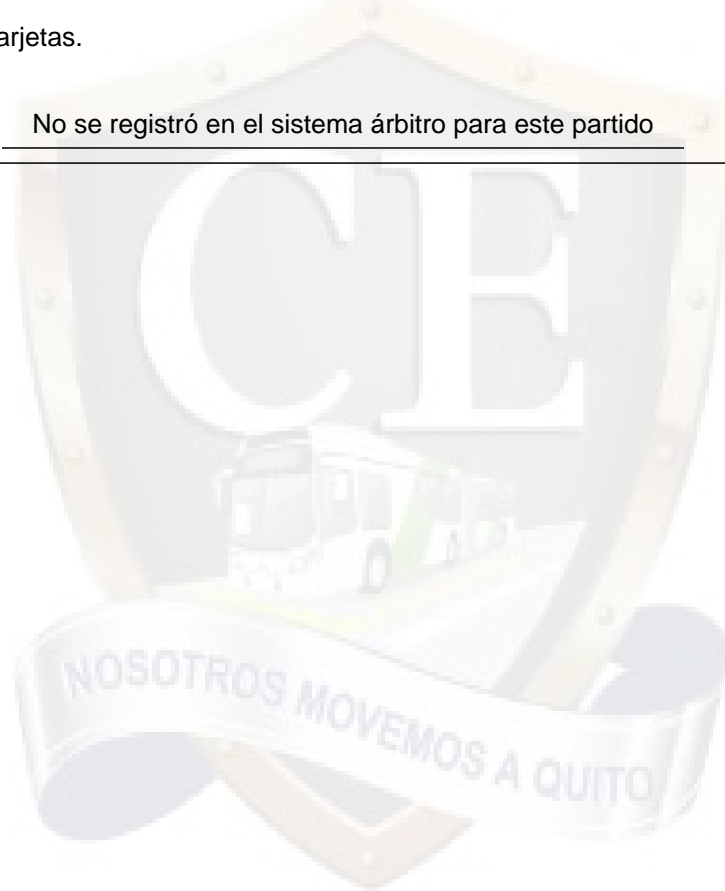 arjetas.
No se registró en el sistema árbitro para este partido
CE
NOSOTROS MOVEMOS A QUITO